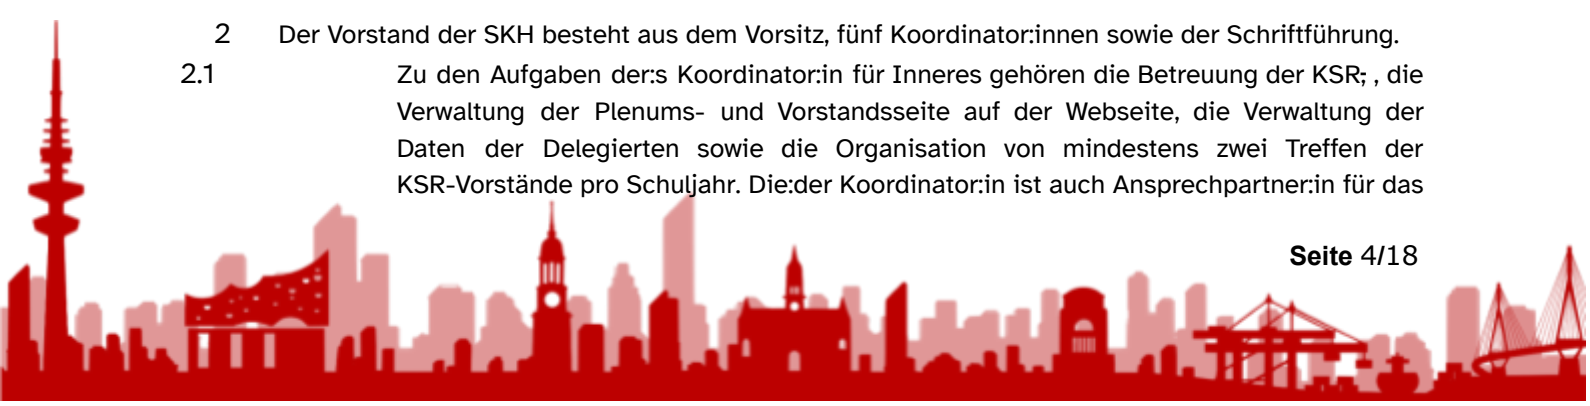 2 Der Vorstand der SKH besteht aus dem Vorsitz, fünf Koordinator:innen sowie der Schriftführung.
2.1 Zu den Aufgaben der:s Koordinator:in für Inneres gehören die Betreuung der KSR; , die
Verwaltung der Plenums- und Vorstandsseite auf der Webseite, die Verwaltung der
Daten der Delegierten sowie die Organisation von mindestens zwei Treffen der
KSR-Vorstände pro Schuljahr. Die:der Koordinator:in ist auch Ansprechpartner:in für das
Seite 4/18